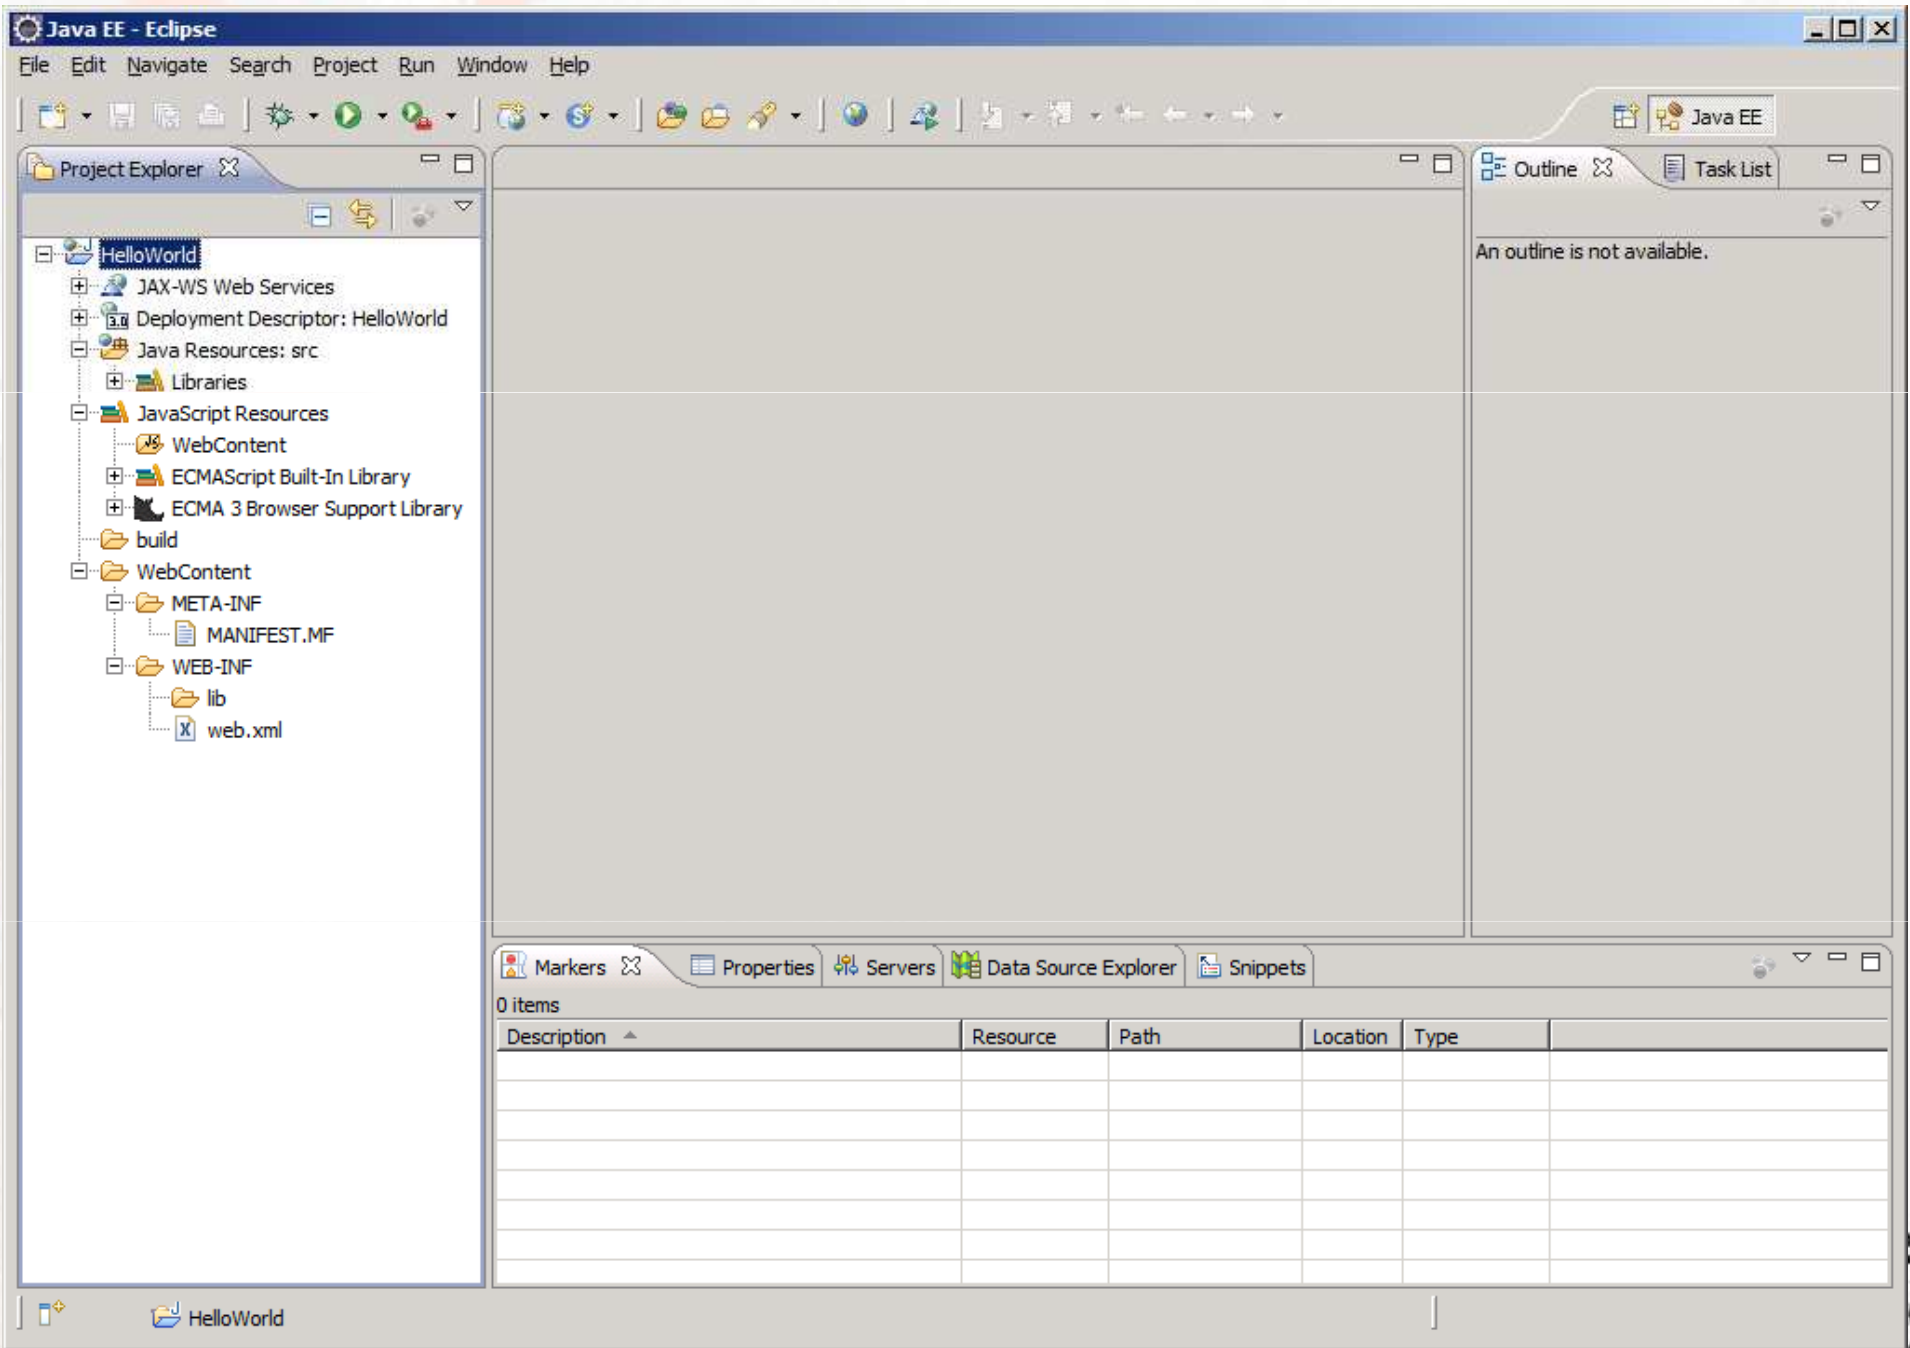 Java EE - Eclipse
File Edit Navigate Search Project Run Window Help
Java EE
Project Explorer
HelloWorld
JAX-WS Web Services
3.0 Deployment Descriptor: HelloWorld
Java Resources: src
Libraries
JavaScript Resources
WebContent
ECMAScript Built-In Library
ECMA 3 Browser Support Library
build
WebContent
META-INF
MANIFEST.MF
WEB-INF
lib
web.xml
Outline Task List
An outline is not available.
Markers Properties Servers Data Source Explorer Snippets
0 items
Description Resource Path Location Type
HelloWorld